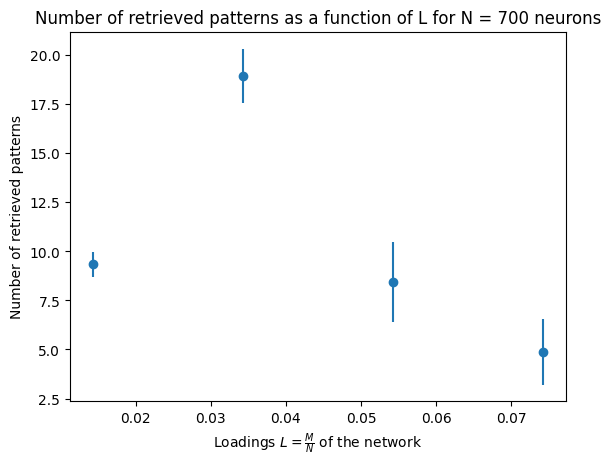 Number of retrieved patterns as a function of L for N = 700 neurons
Number of retrieved patterns
20.0
17.5
15.0
12.5
10.0
7.5
5.0
2.5
0.02 0.03 0.04 0.05 0.06 0.07
Loadings $L = \frac{M}{N}$ of the network